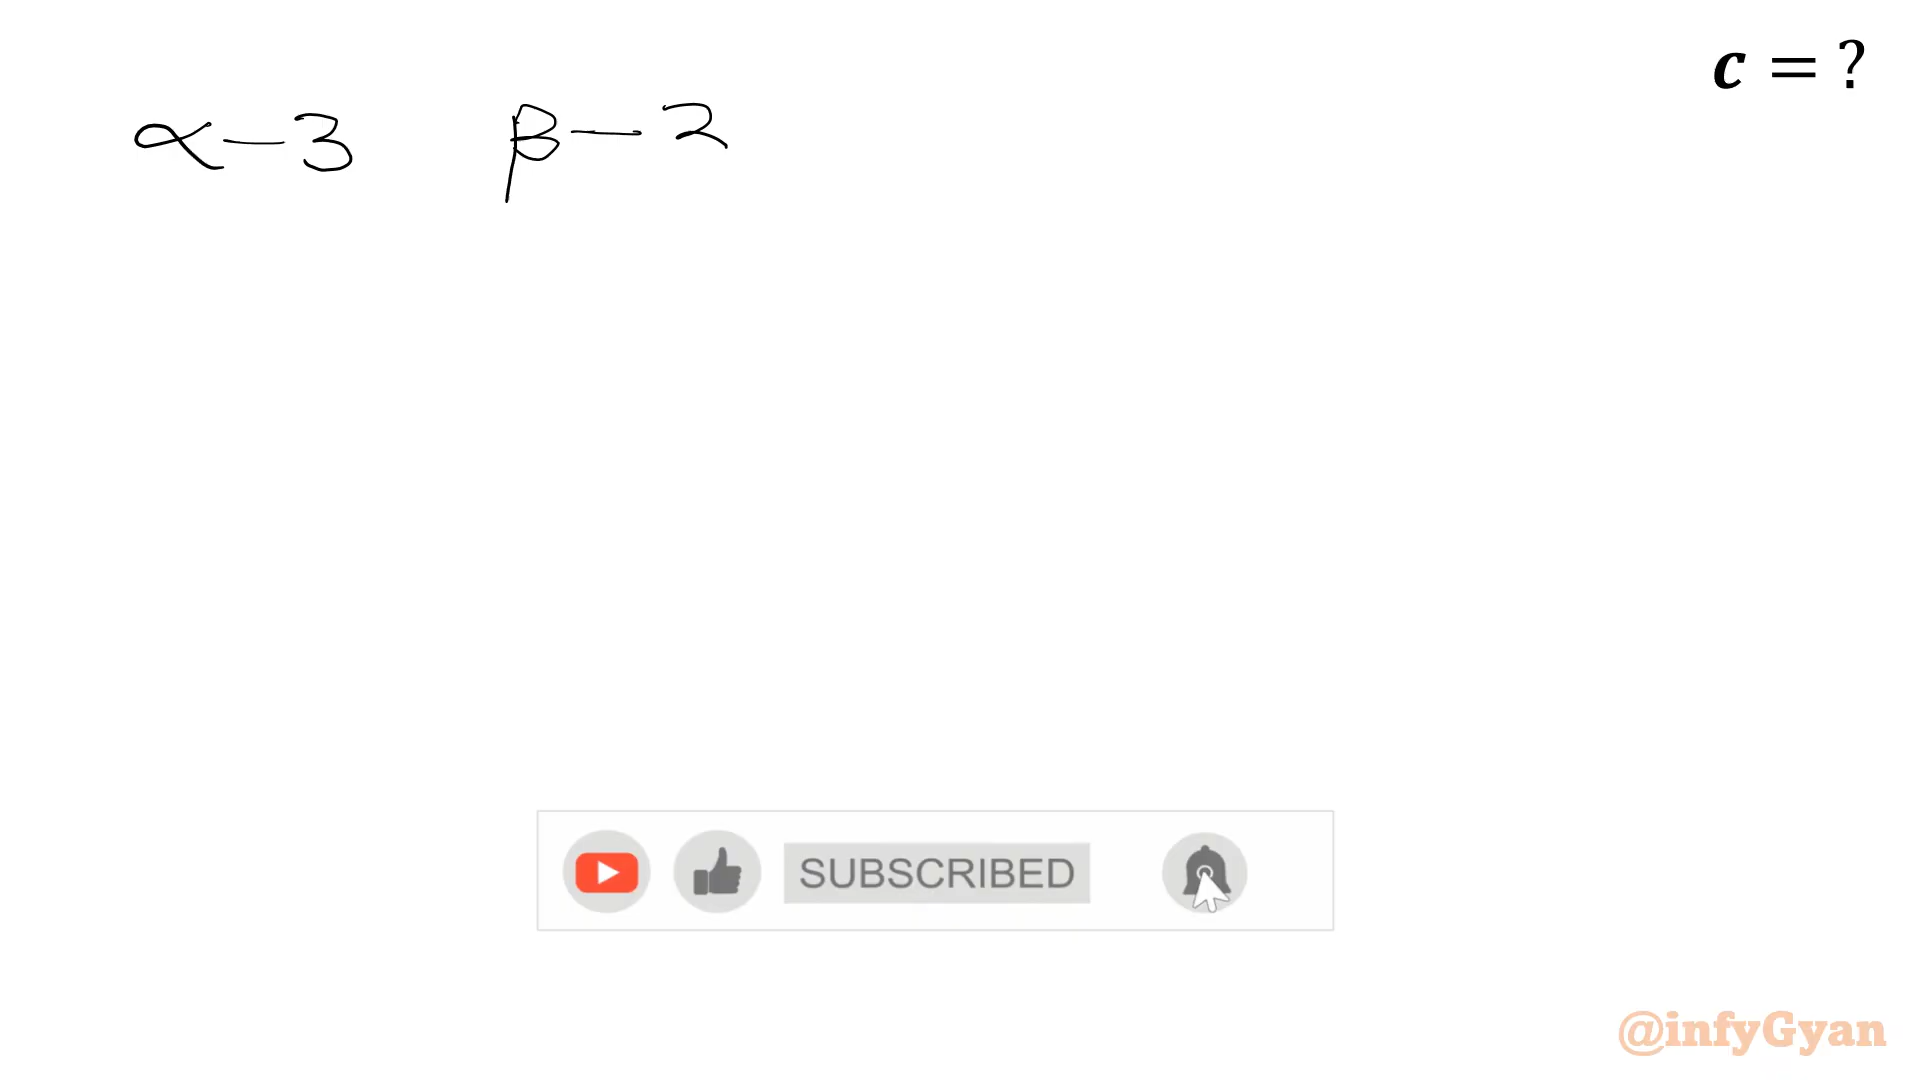 c = ?
α - 3 β - 2
SUBSCRIBED
@infyGyan